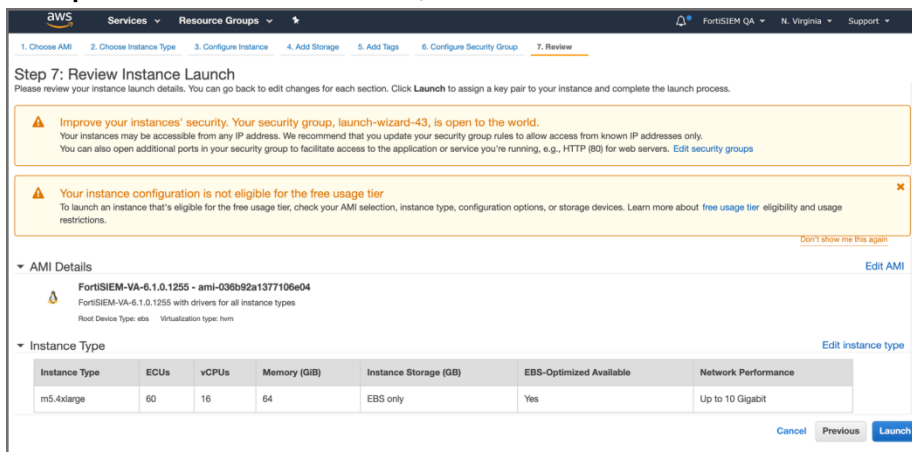 aws Services Resource Groups FortiSIEM QA N. Virginia Support
1. Choose AMI 2. Choose Instance Type 3. Configure Instance 4. Add Storage 5. Add Tags 6. Configure Security Group 7. Review
Step 7: Review Instance Launch
Please review your instance launch details. You can go back to edit changes for each section. Click Launch to assign a key pair to your instance and complete the launch process.
Improve your instances' security. Your security group, launch-wizard-43, is open to the world.
Your instances may be accessible from any IP address. We recommend that you update your security group rules to allow access from known IP addresses only.
You can also open additional ports in your security group to facilitate access to the application or service you're running, e.g., HTTP (80) for web servers. Edit security groups
Your instance configuration is not eligible for the free usage tier
To launch an instance that's eligible for the free usage tier, check your AMI selection, instance type, configuration options, or storage devices. Learn more about free usage tier eligibility and usage
restrictions.
Don't show me this again
AMI Details Edit AMI
FortiSIEM-VA-6.1.0.1255 - ami-036b92a1377106e04
FortiSIEM-VA-6.1.0.1255 with drivers for all instance types
Root Device Type: ebs Virtualization type: hvm
Instance Type Edit instance type
Instance Type ECUs vCPUs Memory (GiB) Instance Storage (GB) EBS-Optimized Available Network Performance
m5.4xlarge 60 16 64 EBS only Yes Up to 10 Gigabit
Cancel Previous Launch